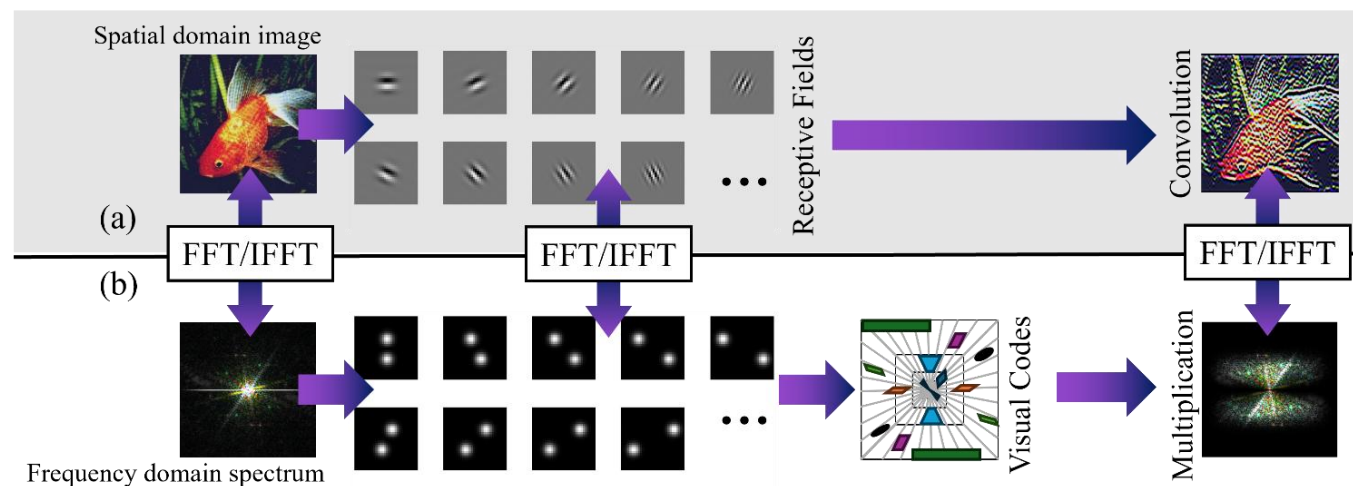 Spatial domain image
Receptive Fields
Convolution
(a)
FFT/IFFT
FFT/IFFT
FFT/IFFT
(b)
Visual Codes
Multiplication
Frequency domain spectrum